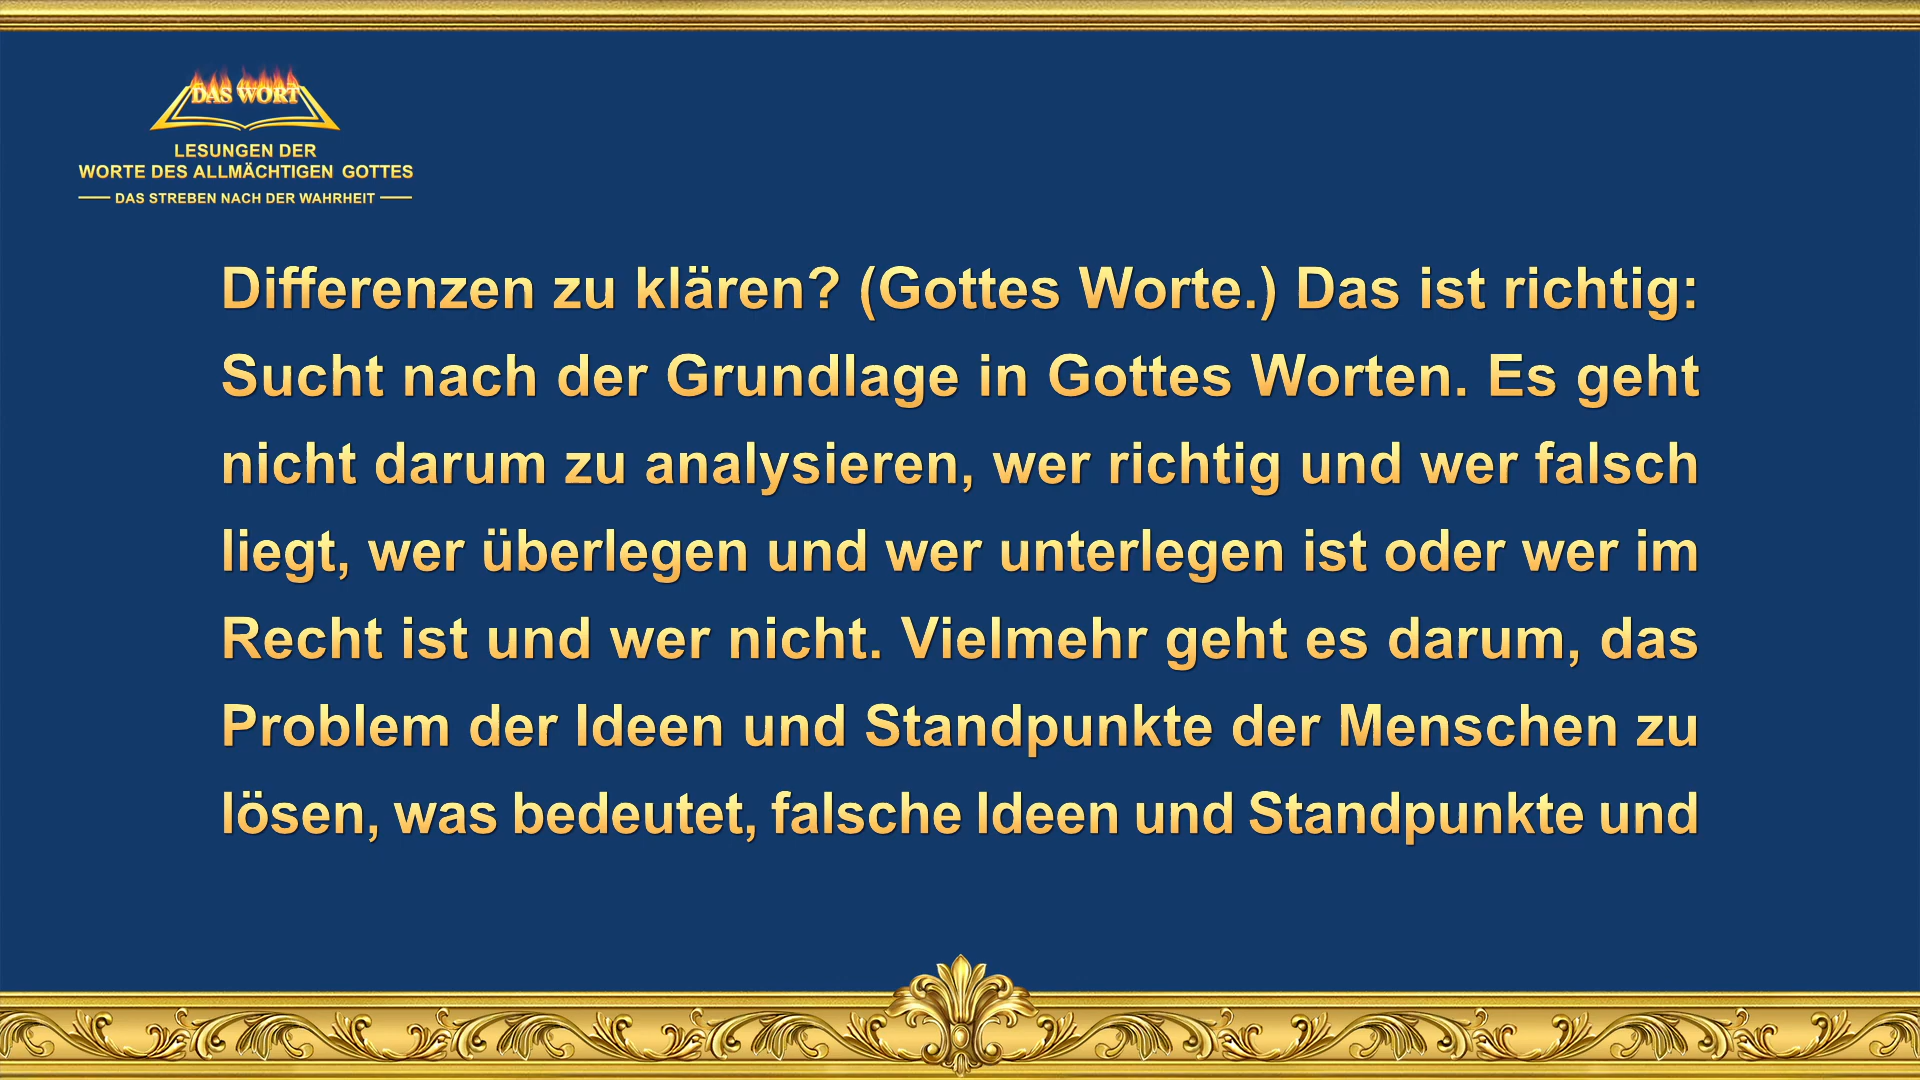 DAS WORT
LESUNGEN DER
WORTE DES ALLMÄCHTIGEN GOTTES
DAS STREBEN NACH DER WAHRHEIT
Differenzen zu klären? (Gottes Worte.) Das ist richtig:
Sucht nach der Grundlage in Gottes Worten. Es geht
nicht darum zu analysieren, wer richtig und wer falsch
liegt, wer überlegen und wer unterlegen ist oder wer im
Recht ist und wer nicht. Vielmehr geht es darum, das
Problem der Ideen und Standpunkte der Menschen zu
lösen, was bedeutet, falsche Ideen und Standpunkte und